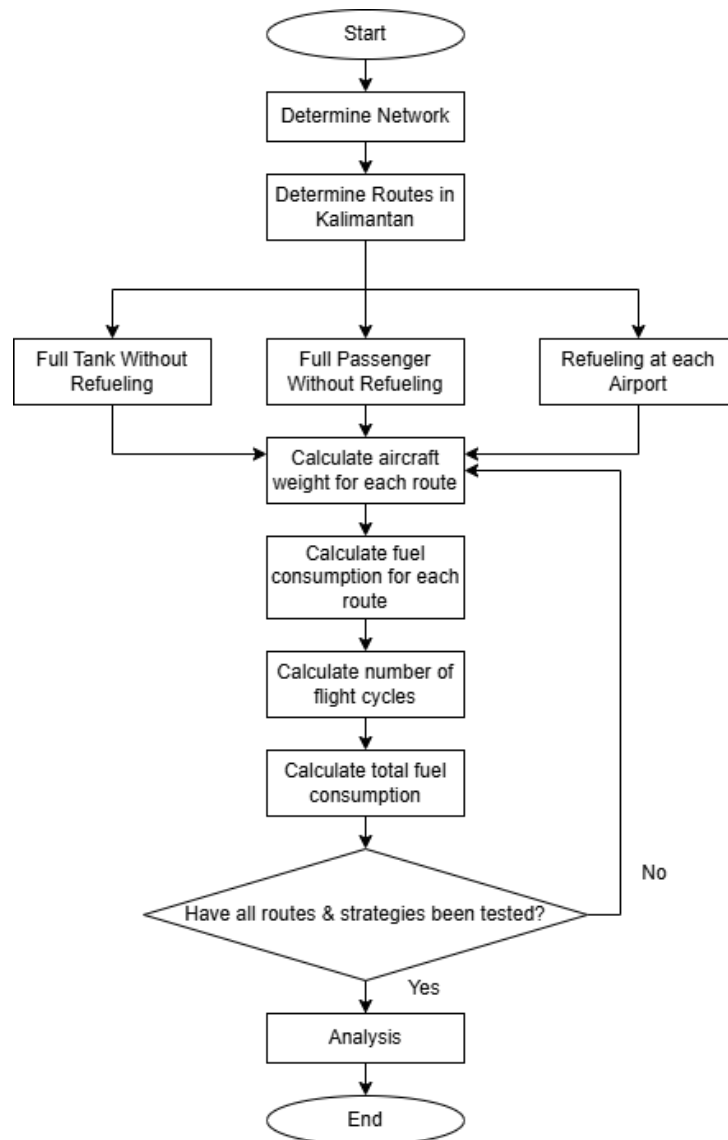 Start
Determine Network
Determine Routes in
Kalimantan
Full Tank Without
Refueling
Full Passenger
Without Refueling
Refueling at each
Airport
Calculate aircraft
weight for each route
Calculate fuel
consumption for each
route
Calculate number of
flight cycles
Calculate total fuel
consumption
Have all routes & strategies been tested?
No
Yes
Analysis
End